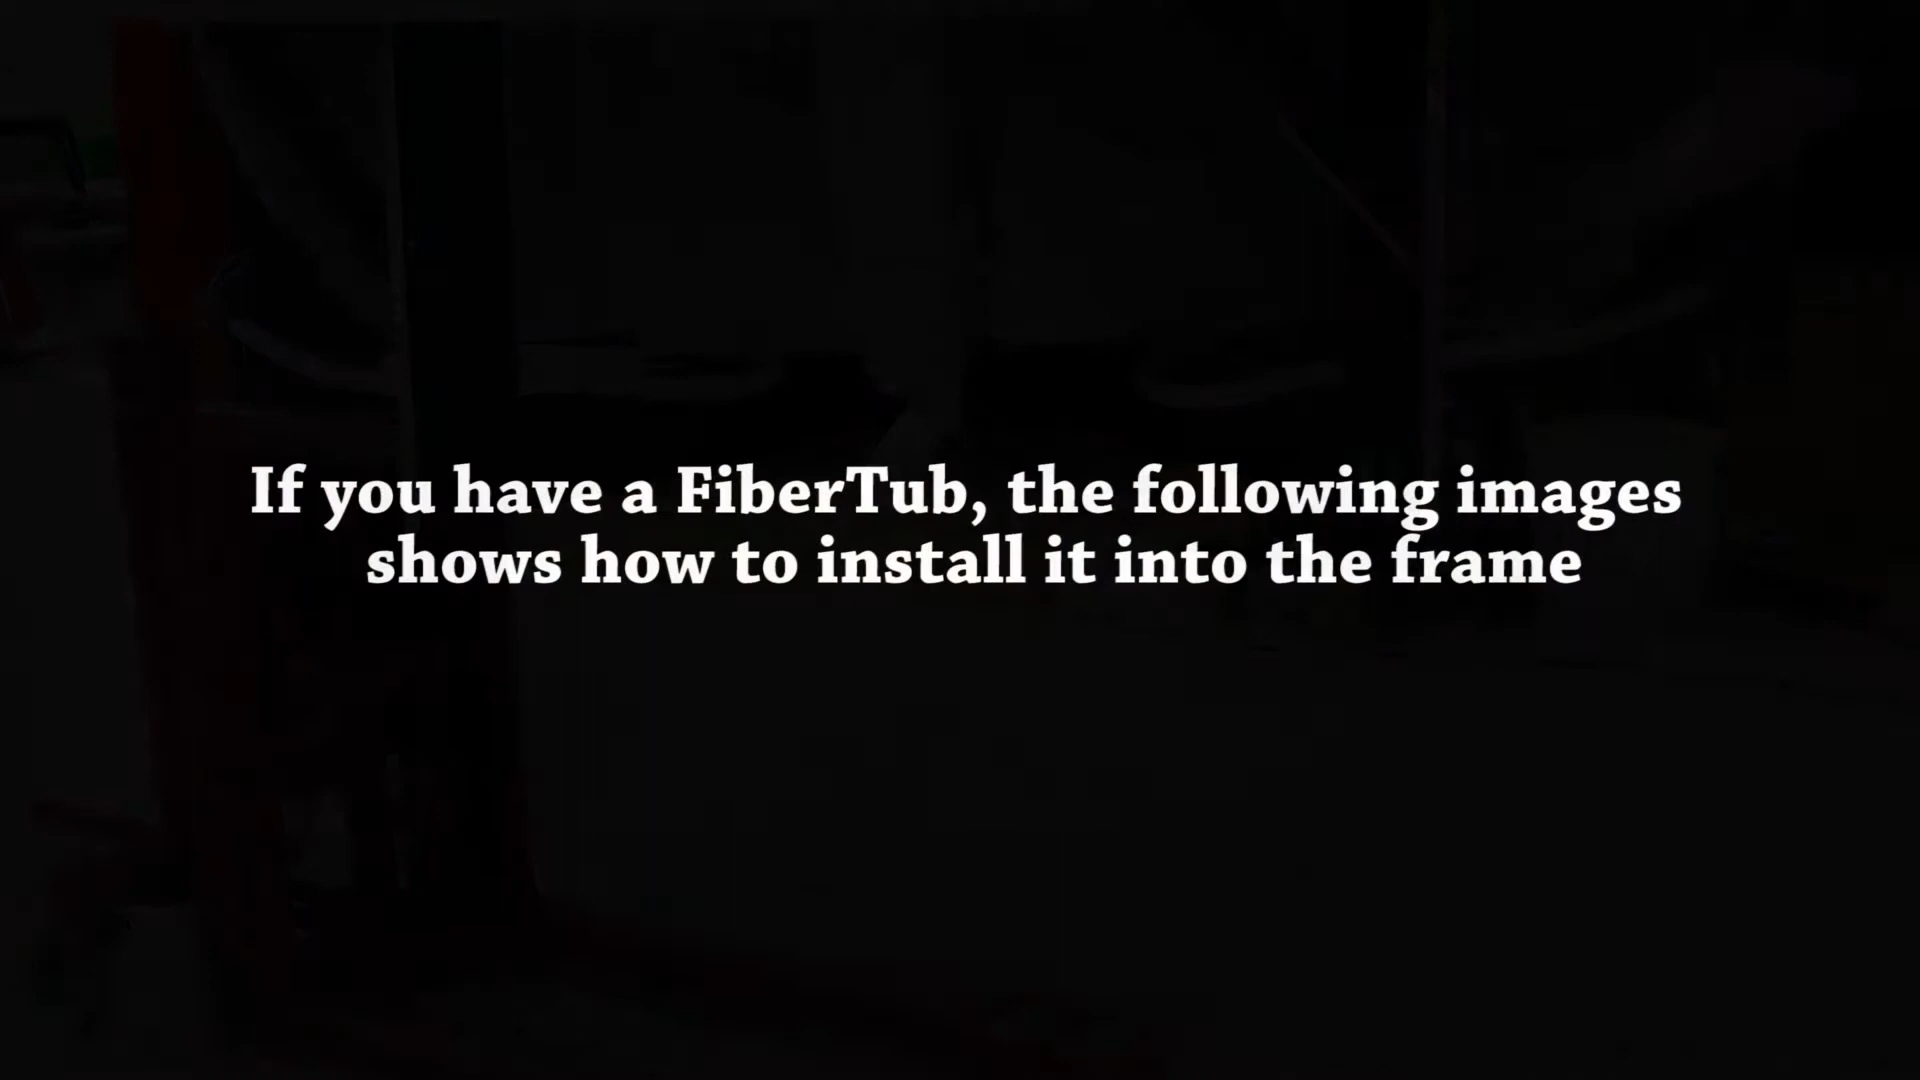 If you have a FiberTub, the following images
shows how to install it into the frame